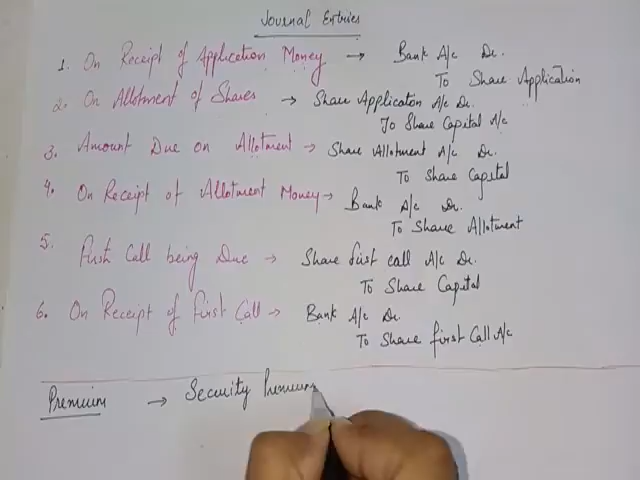 Journal Entries
1. On Receipt of Application Money → Bank A/c Dr.
To Share Application
2. On Allotment of Shares → Share Application A/c Dr.
To Share Capital A/c
3. Amount Due on Allotment → Share Allotment A/c Dr.
To Share Capital
4. On Receipt of Allotment Money → Bank A/c Dr.
To Share Allotment
5. First Call being Due → Share first call A/c Dr.
To Share Capital
6. On Receipt of First Call → Bank A/c Dr.
To Share first Call A/c
Premium → Security Premium